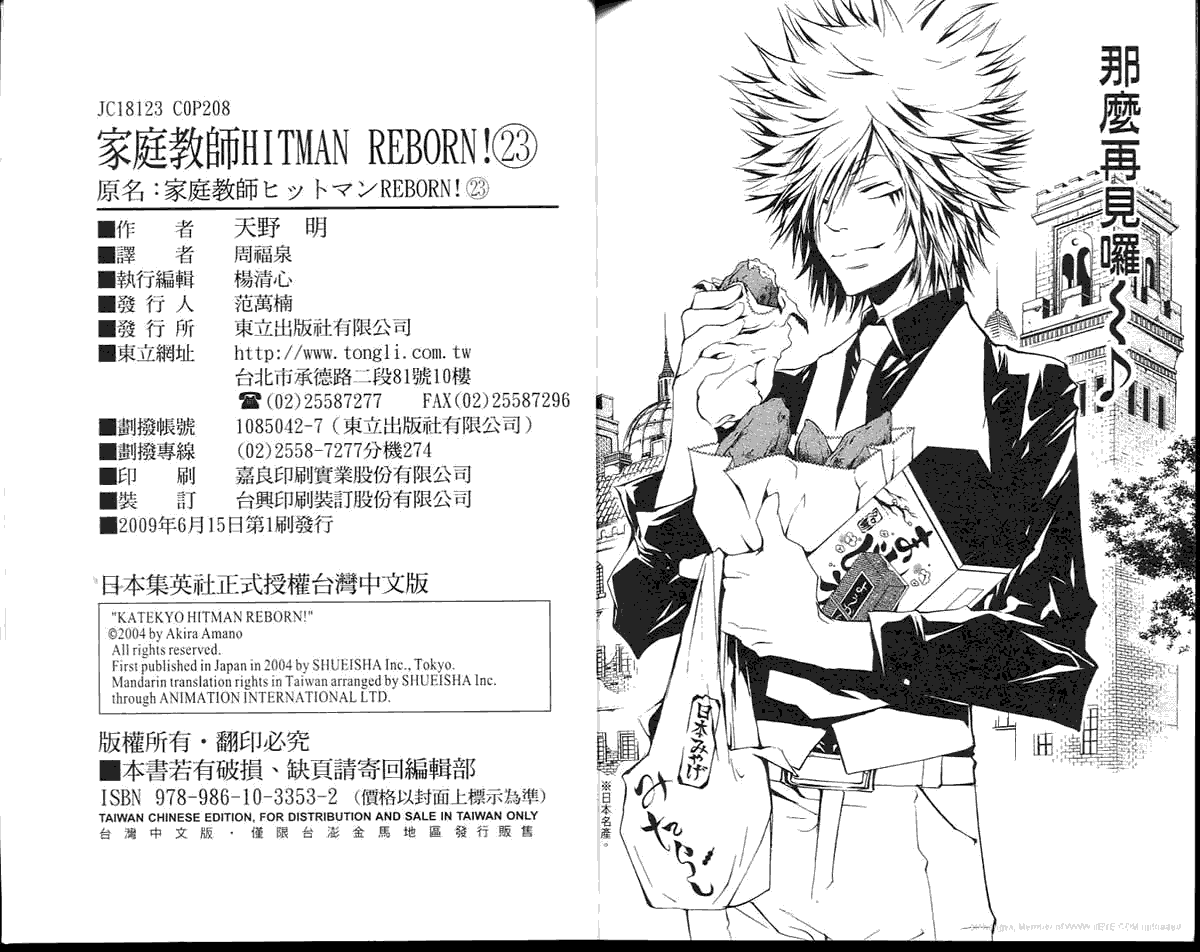 JC18123 C0P208
家庭教師HITMAN REBORN!㉓
原名：家庭教師ヒットマンREBORN! ㉓
■作　者　天野　明
■譯　者　周福泉
■執行編輯　楊清心
■發 行 人　范萬楠
■發 行 所　東立出版社有限公司
■東立網址　http://www.tongli.com.tw
台北市承德路二段81號10樓
☎(02)25587277　FAX(02)25587296
■劃撥帳號　1085042-7（東立出版社有限公司）
■劃撥專線　(02)2558-7277分機274
■印　刷　嘉良印刷實業股份有限公司
■裝　訂　台興印刷裝訂股份有限公司
■2009年6月15日第1刷發行
日本集英社正式授權台灣中文版
"KATEKYO HITMAN REBORN!"
©2004 by Akira Amano
All rights reserved.
First published in Japan in 2004 by SHUEISHA Inc., Tokyo.
Mandarin translation rights in Taiwan arranged by SHUEISHA Inc.
through ANIMATION INTERNATIONAL LTD.
版權所有・翻印必究
■本書若有破損、缺頁請寄回編輯部
ISBN 978-986-10-3353-2 （價格以封面上標示為準）
TAIWAN CHINESE EDITION, FOR DISTRIBUTION AND SALE IN TAIWAN ONLY
台灣中文版・僅限台澎金馬地區發行販售
那麼再見囉～♪
日本みやげ
みたらし
※日本名產。